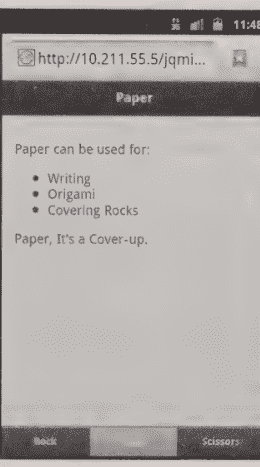 11:48
http://10.211.55.5/jqmi...
Paper
Paper can be used for:
• Writing
• Origami
• Covering Rocks
Paper, It's a Cover-up.
Rock
Scissors